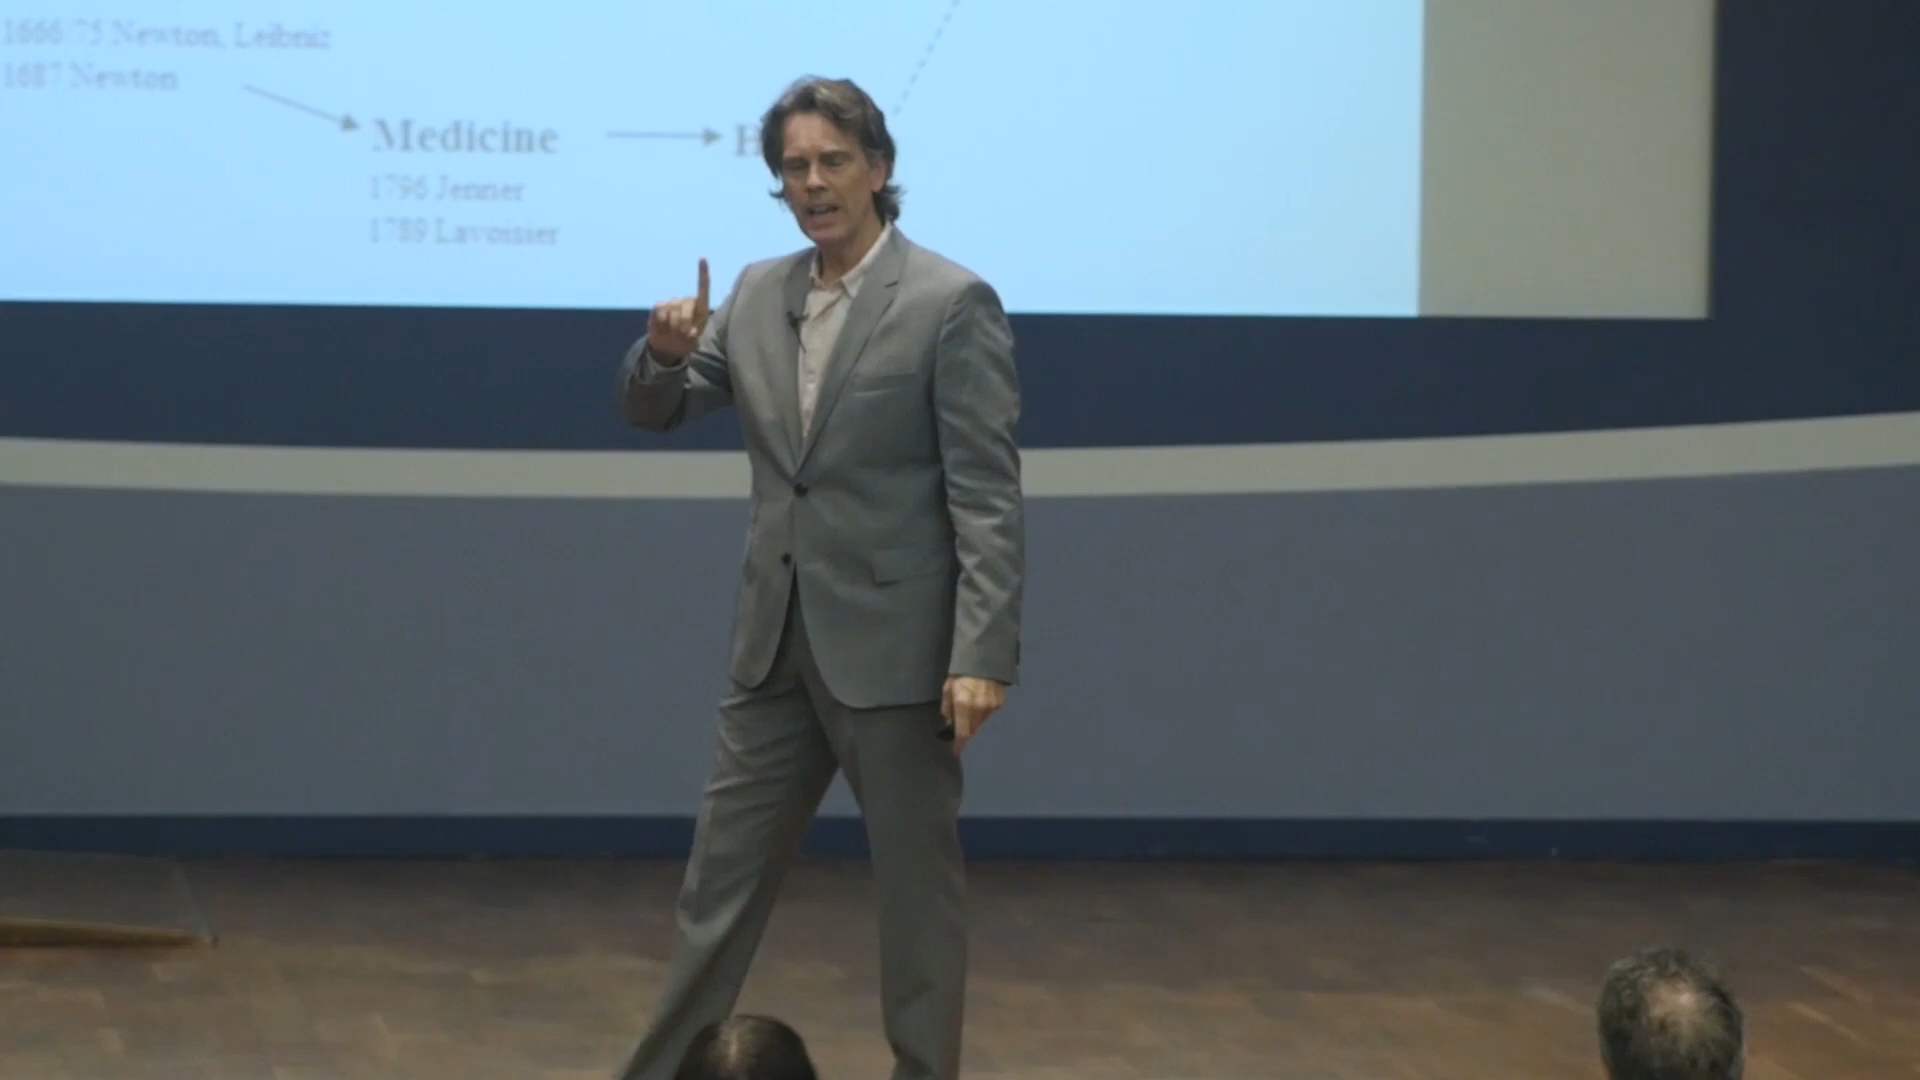 1666/75 Newton, Leibniz
1687 Newton
Medicine
H
1796 Jenner
1789 Lavoisier